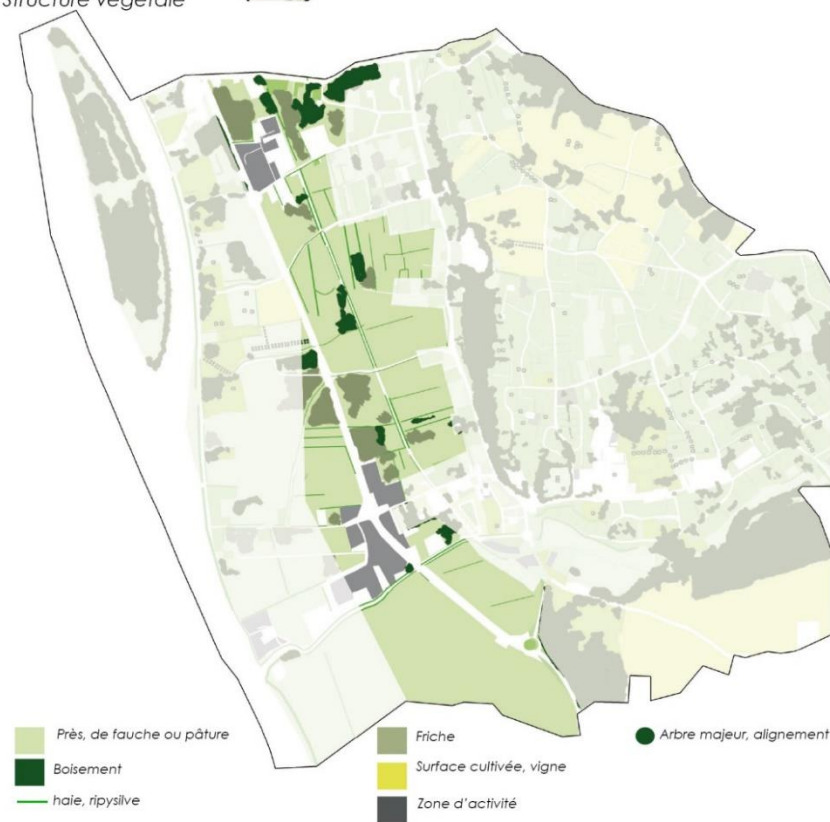 Structure végétale
Près, de fauche ou pâture
Boisement
haie, ripysilve
Friche
Surface cultivée, vigne
Zone d'activité
Arbre majeur, alignement